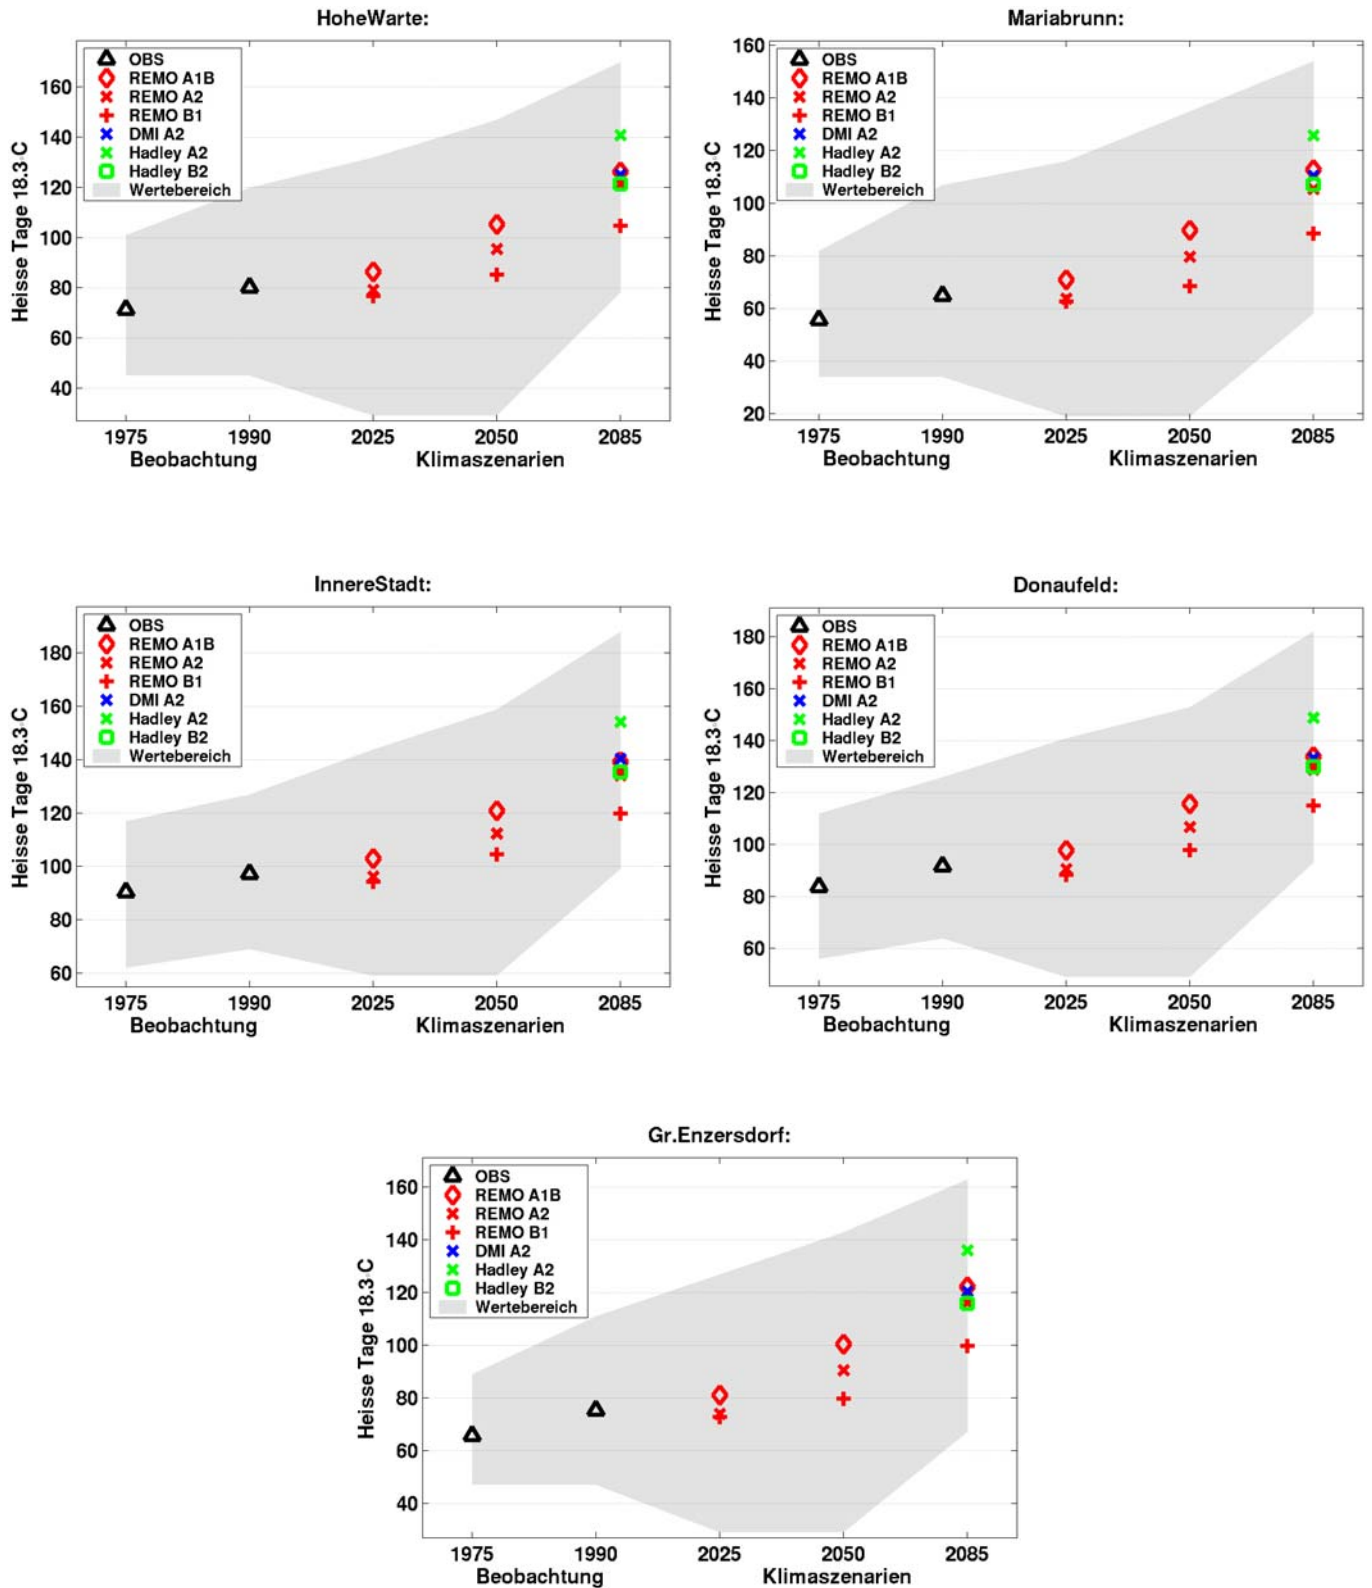 HoheWarte:
Heisse Tage 18.3◦C
160
140
120
100
80
60
40
OBS
REMO A1B
REMO A2
REMO B1
DMI A2
Hadley A2
Hadley B2
Wertebereich
1975 1990 2025 2050 2085
Beobachtung Klimaszenarien
Mariabrunn:
Heisse Tage 18.3◦C
160
140
120
100
80
60
40
20
OBS
REMO A1B
REMO A2
REMO B1
DMI A2
Hadley A2
Hadley B2
Wertebereich
1975 1990 2025 2050 2085
Beobachtung Klimaszenarien
InnereStadt:
Heisse Tage 18.3◦C
180
160
140
120
100
80
60
OBS
REMO A1B
REMO A2
REMO B1
DMI A2
Hadley A2
Hadley B2
Wertebereich
1975 1990 2025 2050 2085
Beobachtung Klimaszenarien
Donaufeld:
Heisse Tage 18.3◦C
180
160
140
120
100
80
60
OBS
REMO A1B
REMO A2
REMO B1
DMI A2
Hadley A2
Hadley B2
Wertebereich
1975 1990 2025 2050 2085
Beobachtung Klimaszenarien
Gr.Enzersdorf:
Heisse Tage 18.3◦C
160
140
120
100
80
60
40
OBS
REMO A1B
REMO A2
REMO B1
DMI A2
Hadley A2
Hadley B2
Wertebereich
1975 1990 2025 2050 2085
Beobachtung Klimaszenarien